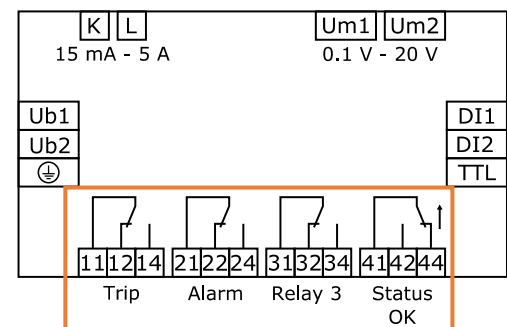 K L Um1 Um2
15 mA - 5 A 0.1 V - 20 V
Ub1 DI1
Ub2 DI2
TTL
11 12 14 21 22 24 31 32 34 41 42 44
Trip Alarm Relay 3 Status
OK